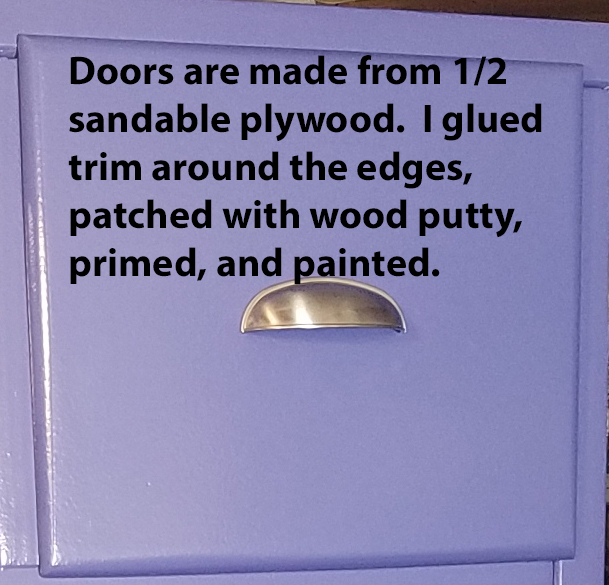 Doors are made from 1/2
sandable plywood.  I glued
trim around the edges,
patched with wood putty,
primed, and painted.